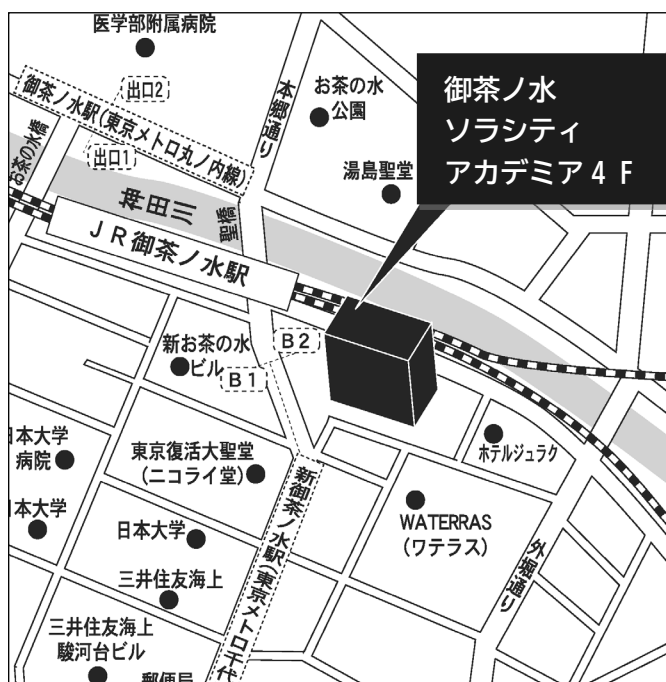 医学部附属病院
出口2
御茶ノ水駅(東京メトロ丸ノ内線)
出口1
お茶の水橋
本郷通り
お茶の水
公園
湯島聖堂
御茶ノ水
ソラシティ
アカデミア4F
神田川
聖橋
JR御茶ノ水駅
新お茶の水
ビル
B2
B1
日本大学
病院
日本大学
東京復活大聖堂
(ニコライ堂)
日本大学
三井住友海上
三井住友海上
駿河台ビル
郵便局
新御茶ノ水駅(東京メトロ千代
ホテルジュラク
WATERRAS
(ワテラス)
外堀通り